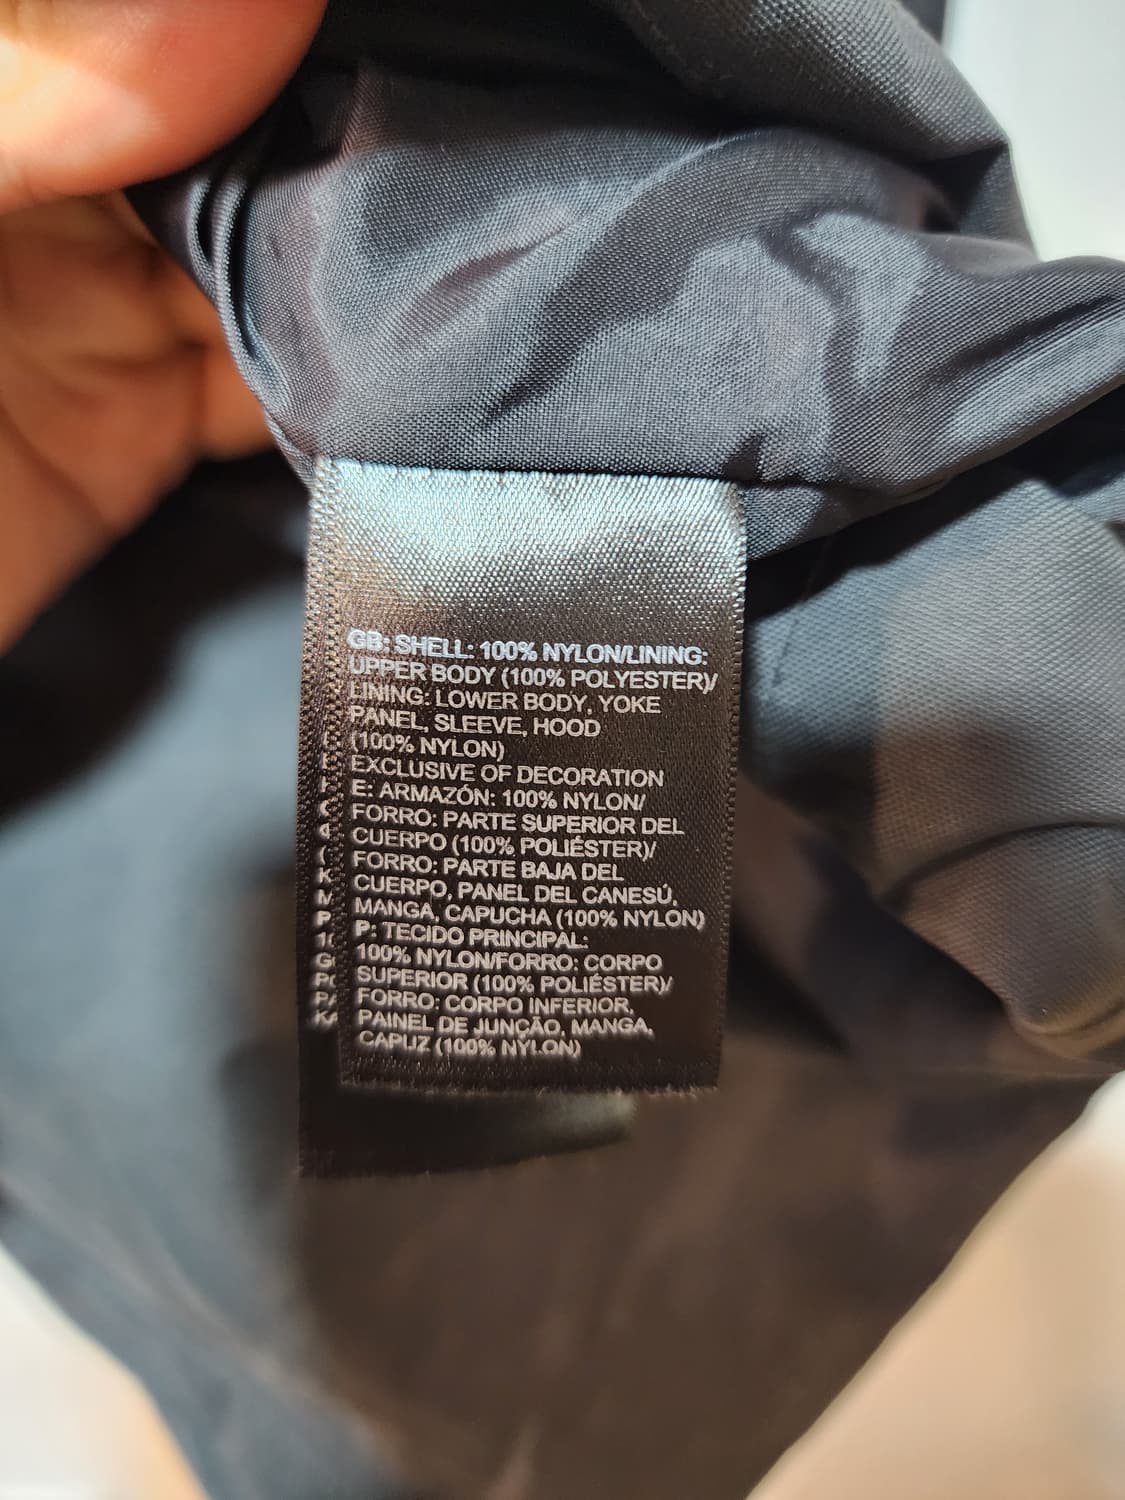 GB: SHELL: 100% NYLON/LINING:
UPPER BODY (100% POLYESTER)/
LINING: LOWER BODY, YOKE
PANEL, SLEEVE, HOOD
(100% NYLON)
EXCLUSIVE OF DECORATION
E: ARMAZÓN: 100% NYLON/
FORRO: PARTE SUPERIOR DEL
CUERPO (100% POLIÉSTER)/
FORRO: PARTE BAJA DEL
CUERPO, PANEL DEL CANESÚ,
MANGA, CAPUCHA (100% NYLON)
P: TECIDO PRINCIPAL:
100% NYLON/FORRO: CORPO
SUPERIOR (100% POLIÉSTER)/
FORRO: CORPO INFERIOR,
PAINEL DE JUNÇÃO, MANGA,
CAPUZ (100% NYLON)